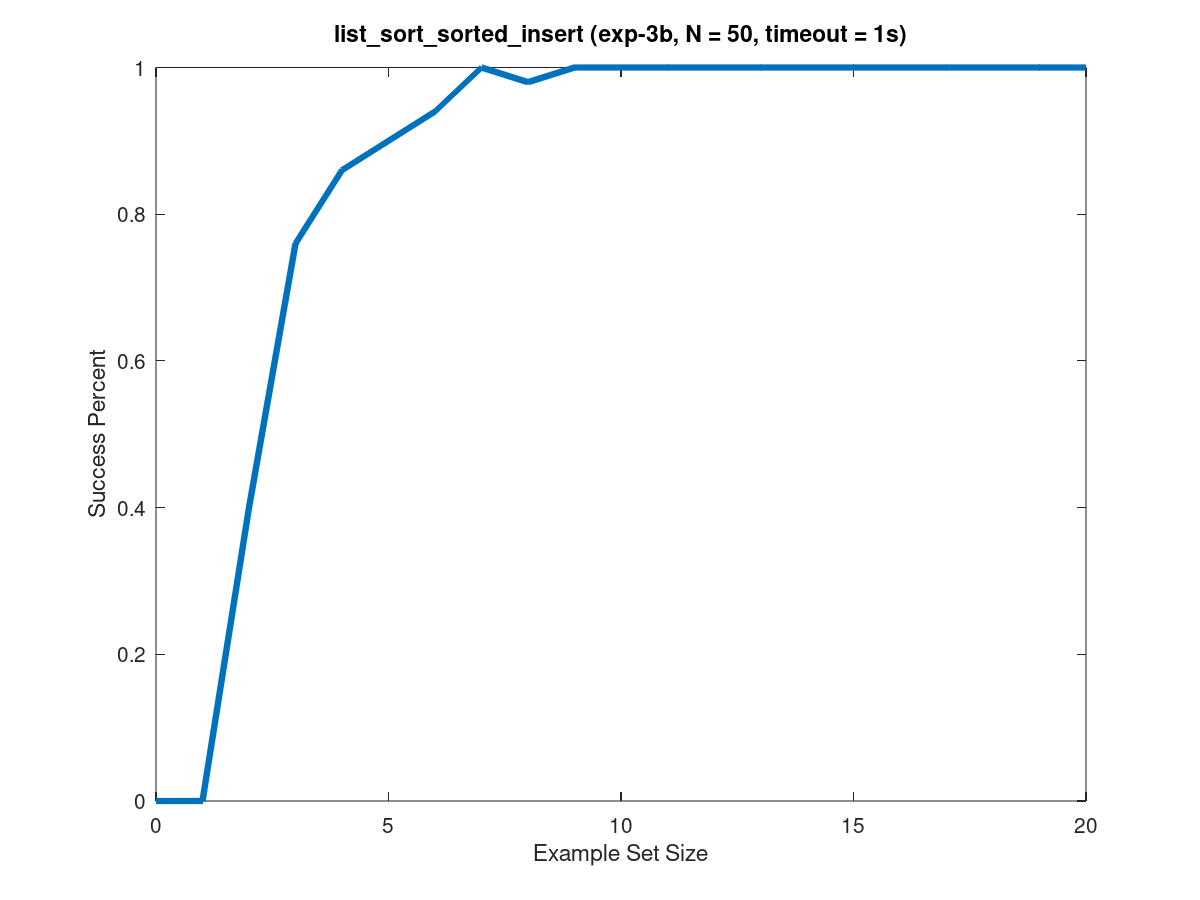 list_sort_sorted_insert (exp-3b, N = 50, timeout = 1s)
1
0.8
0.6
0.4
0.2
0
Success Percent
0 5 10 15 20
Example Set Size